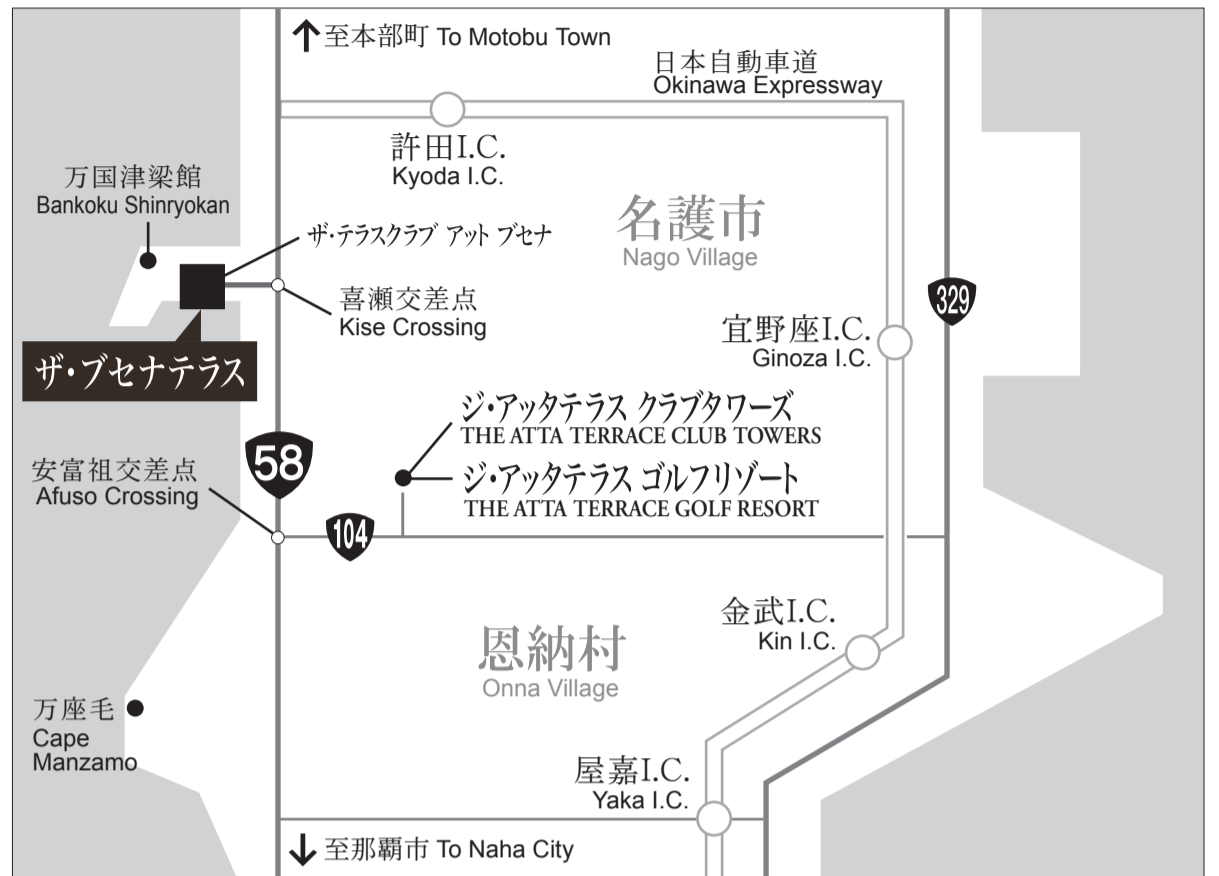 至本部町 To Motobu Town
日本自動車道
Okinawa Expressway
許田I.C.
Kyoda I.C.
万国津梁館
Bankoku Shinryokan
名護市
Nago Village
ザ・テラスクラブ アット ブセナ
喜瀬交差点
Kise Crossing
329
宜野座I.C.
Ginoza I.C.
ザ・ブセナテラス
ジ・アッタテラス クラブタワーズ
THE ATTA TERRACE CLUB TOWERS
58
安富祖交差点
Afuso Crossing
ジ・アッタテラス ゴルフリゾート
THE ATTA TERRACE GOLF RESORT
104
金武I.C.
Kin I.C.
恩納村
Onna Village
万座毛
Cape
Manzamo
屋嘉I.C.
Yaka I.C.
至那覇市 To Naha City